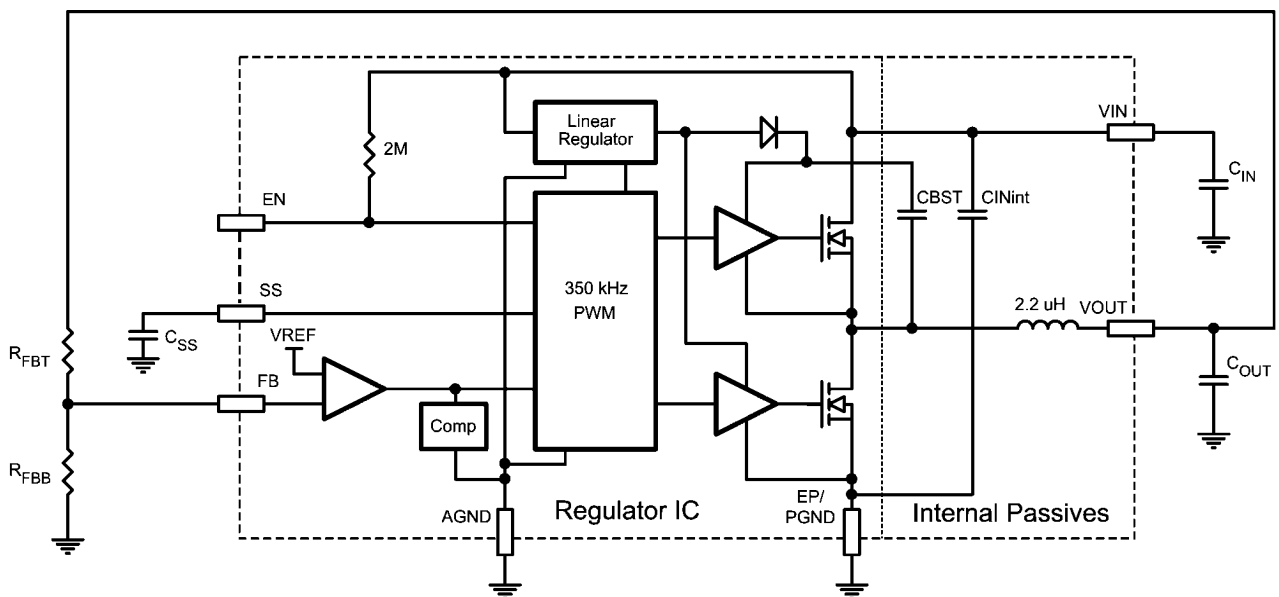 VIN
Linear
Regulator
2M
C_IN
EN
CBST
CINint
SS
350 kHz
PWM
2.2 uH
VOUT
C_SS
VREF
R_FBT
FB
C_OUT
Comp
R_FBB
AGND
Regulator IC
EP/
PGND
Internal Passives